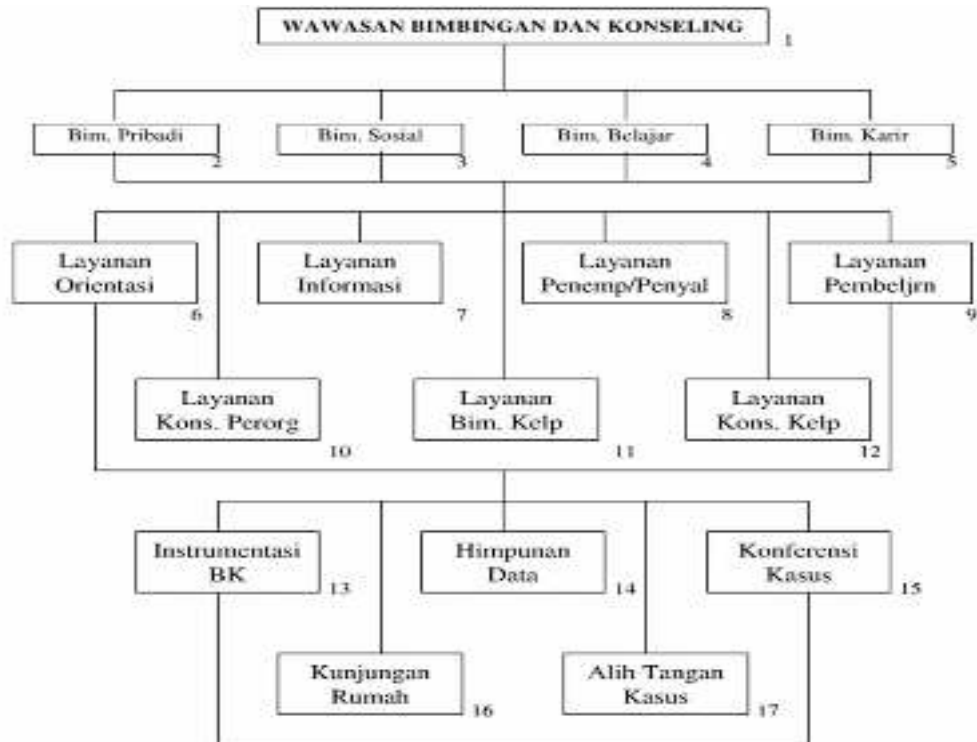 WAWASAN BIMBINGAN DAN KONSELING
1
Bim. Pribadi
2
Bim. Sosial
3
Bim. Belajar
4
Bim. Karir
5
Layanan
Orientasi
6
Layanan
Informasi
7
Layanan
Penemp/Penyal
8
Layanan
Pembeljrn
9
Layanan
Kons. Perorg
10
Layanan
Bim. Kelp
11
Layanan
Kons. Kelp
12
Instrumentasi
BK
13
Himpunan
Data
14
Konferensi
Kasus
15
Kunjungan
Rumah
16
Alih Tangan
Kasus
17